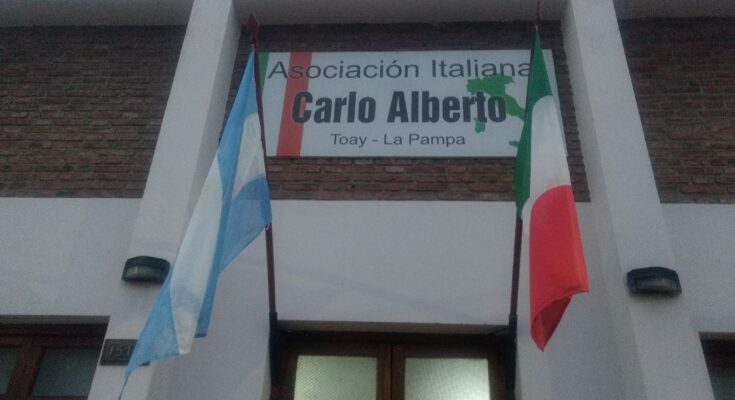 Asociación Italiana
Carlo Alberto
Toay - La Pampa